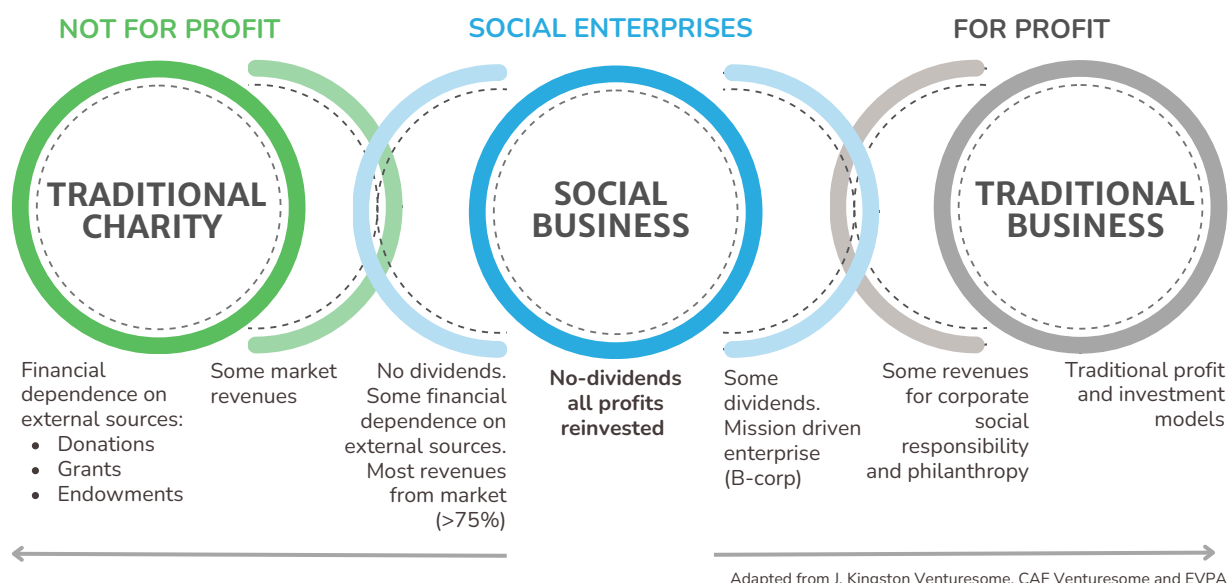 NOT FOR PROFIT
SOCIAL ENTERPRISES
FOR PROFIT
TRADITIONAL
CHARITY
SOCIAL
BUSINESS
TRADITIONAL
BUSINESS
Financial
dependence on
external sources:
• Donations
• Grants
• Endowments
Some market
revenues
No dividends.
Some financial
dependence on
external sources.
Most revenues
from market
(>75%)
No-dividends
all profits
reinvested
Some
dividends.
Mission driven
enterprise
(B-corp)
Some revenues
for corporate
social
responsibility
and philanthropy
Traditional profit
and investment
models
Adapted from J. Kingston Venturesome, CAF Venturesome and EVPA